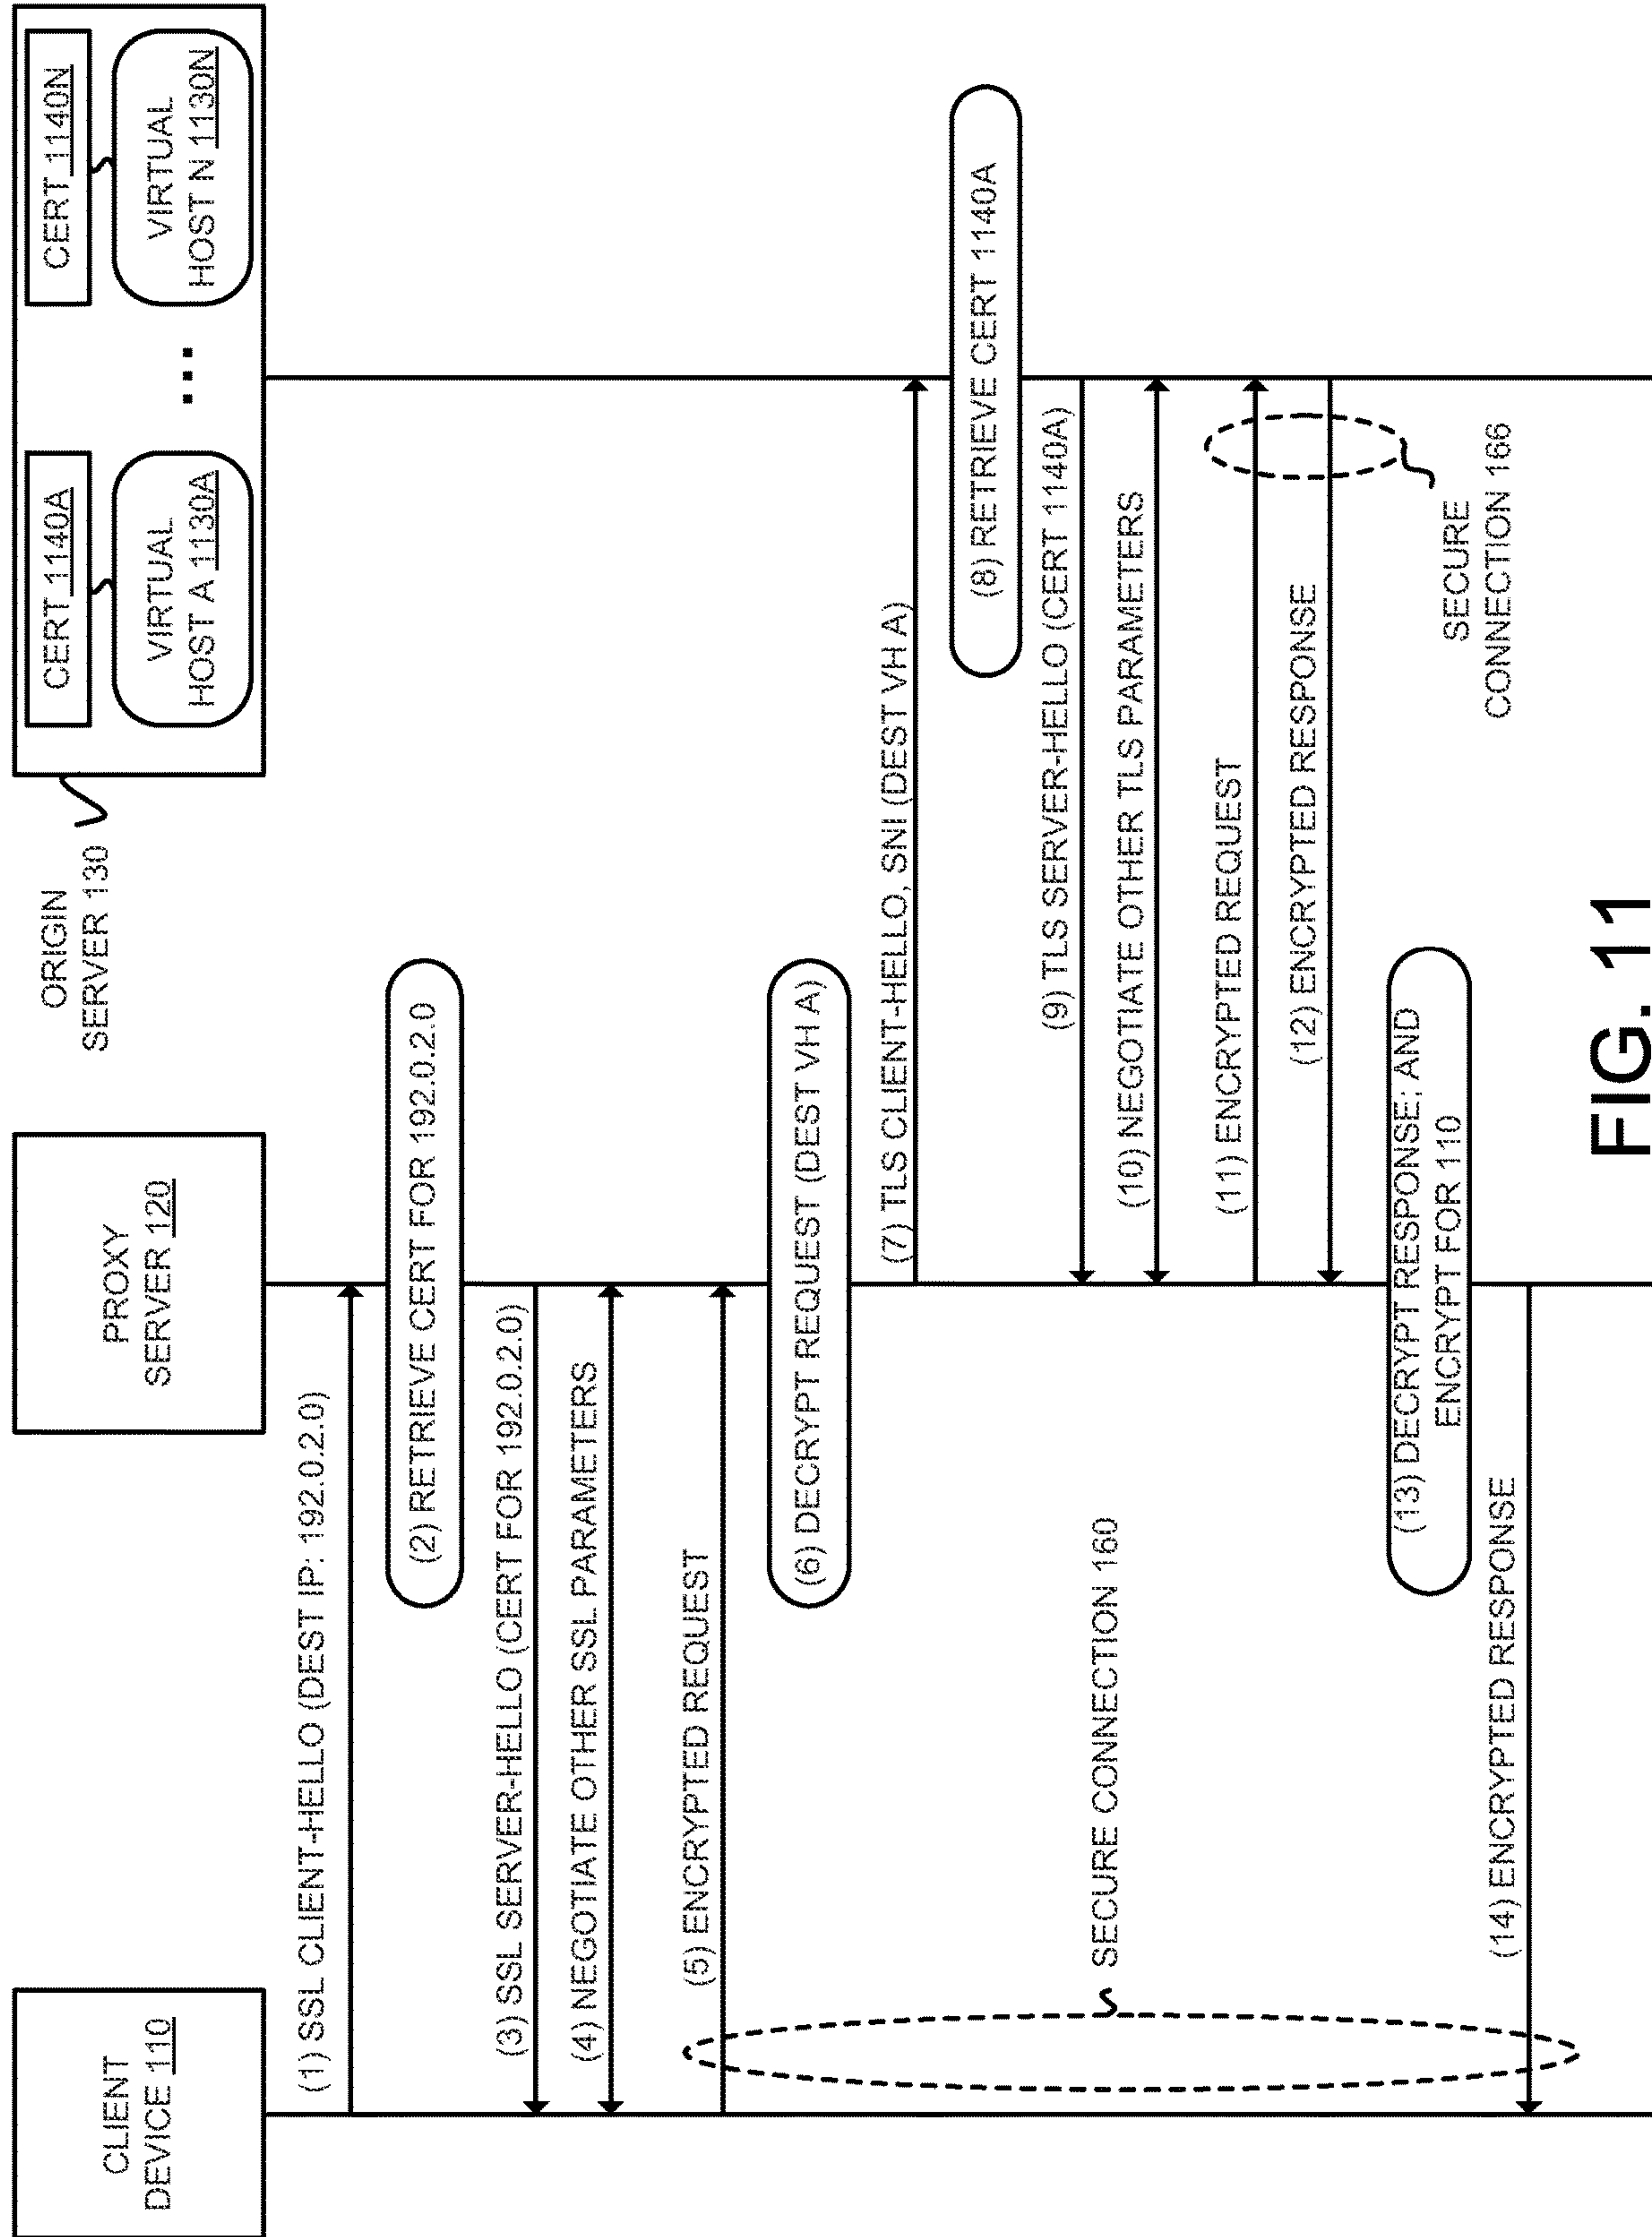 CLIENT
DEVICE 110
PROXY
SERVER 120
ORIGIN
SERVER 130
CERT 1140A
VIRTUAL
HOST A 1130A
...
CERT 1140N
VIRTUAL
HOST N 1130N
(1) SSL CLIENT-HELLO (DEST IP: 192.0.2.0)
(2) RETRIEVE CERT FOR 192.0.2.0
(3) SSL SERVER-HELLO (CERT FOR 192.0.2.0)
(4) NEGOTIATE OTHER SSL PARAMETERS
(5) ENCRYPTED REQUEST
(6) DECRYPT REQUEST (DEST VH A)
(7) TLS CLIENT-HELLO, SNI (DEST VH A)
(8) RETRIEVE CERT 1140A
(9) TLS SERVER-HELLO (CERT 1140A)
(10) NEGOTIATE OTHER TLS PARAMETERS
(11) ENCRYPTED REQUEST
(12) ENCRYPTED RESPONSE
SECURE
CONNECTION 166
SECURE CONNECTION 160
(13) DECRYPT RESPONSE; AND
ENCRYPT FOR 110
(14) ENCRYPTED RESPONSE
FIG. 11